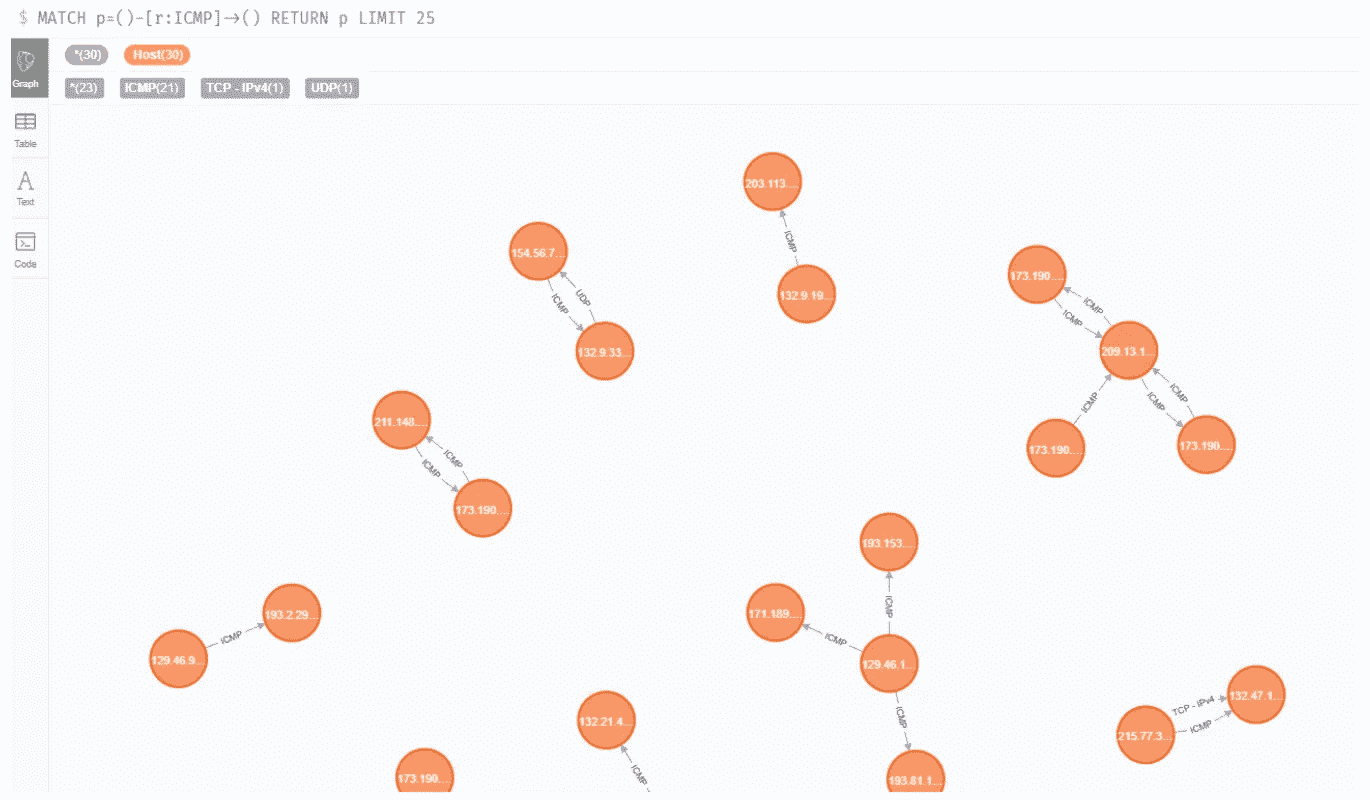 $ MATCH p=()-[r:ICMP]->() RETURN p LIMIT 25
*(30) Host(30)
Graph
*(23) ICMP(21) TCP - IPv4(1) UDP(1)
Table
Text
Code
203.113....
ICMP
132.9.19...
154.56.7...
ICMP
UDP
132.9.33...
173.190....
ICMP
ICMP
209.13.1...
ICMP
ICMP
ICMP
173.190....
173.190....
211.148....
ICMP
ICMP
173.190....
193.153....
ICMP
171.189....
ICMP
129.46.1...
ICMP
193.81.1...
193.2.29...
ICMP
129.46.9...
132.21.4...
ICMP
173.190....
132.47.1...
TCP - IPv4
ICMP
215.77.3...